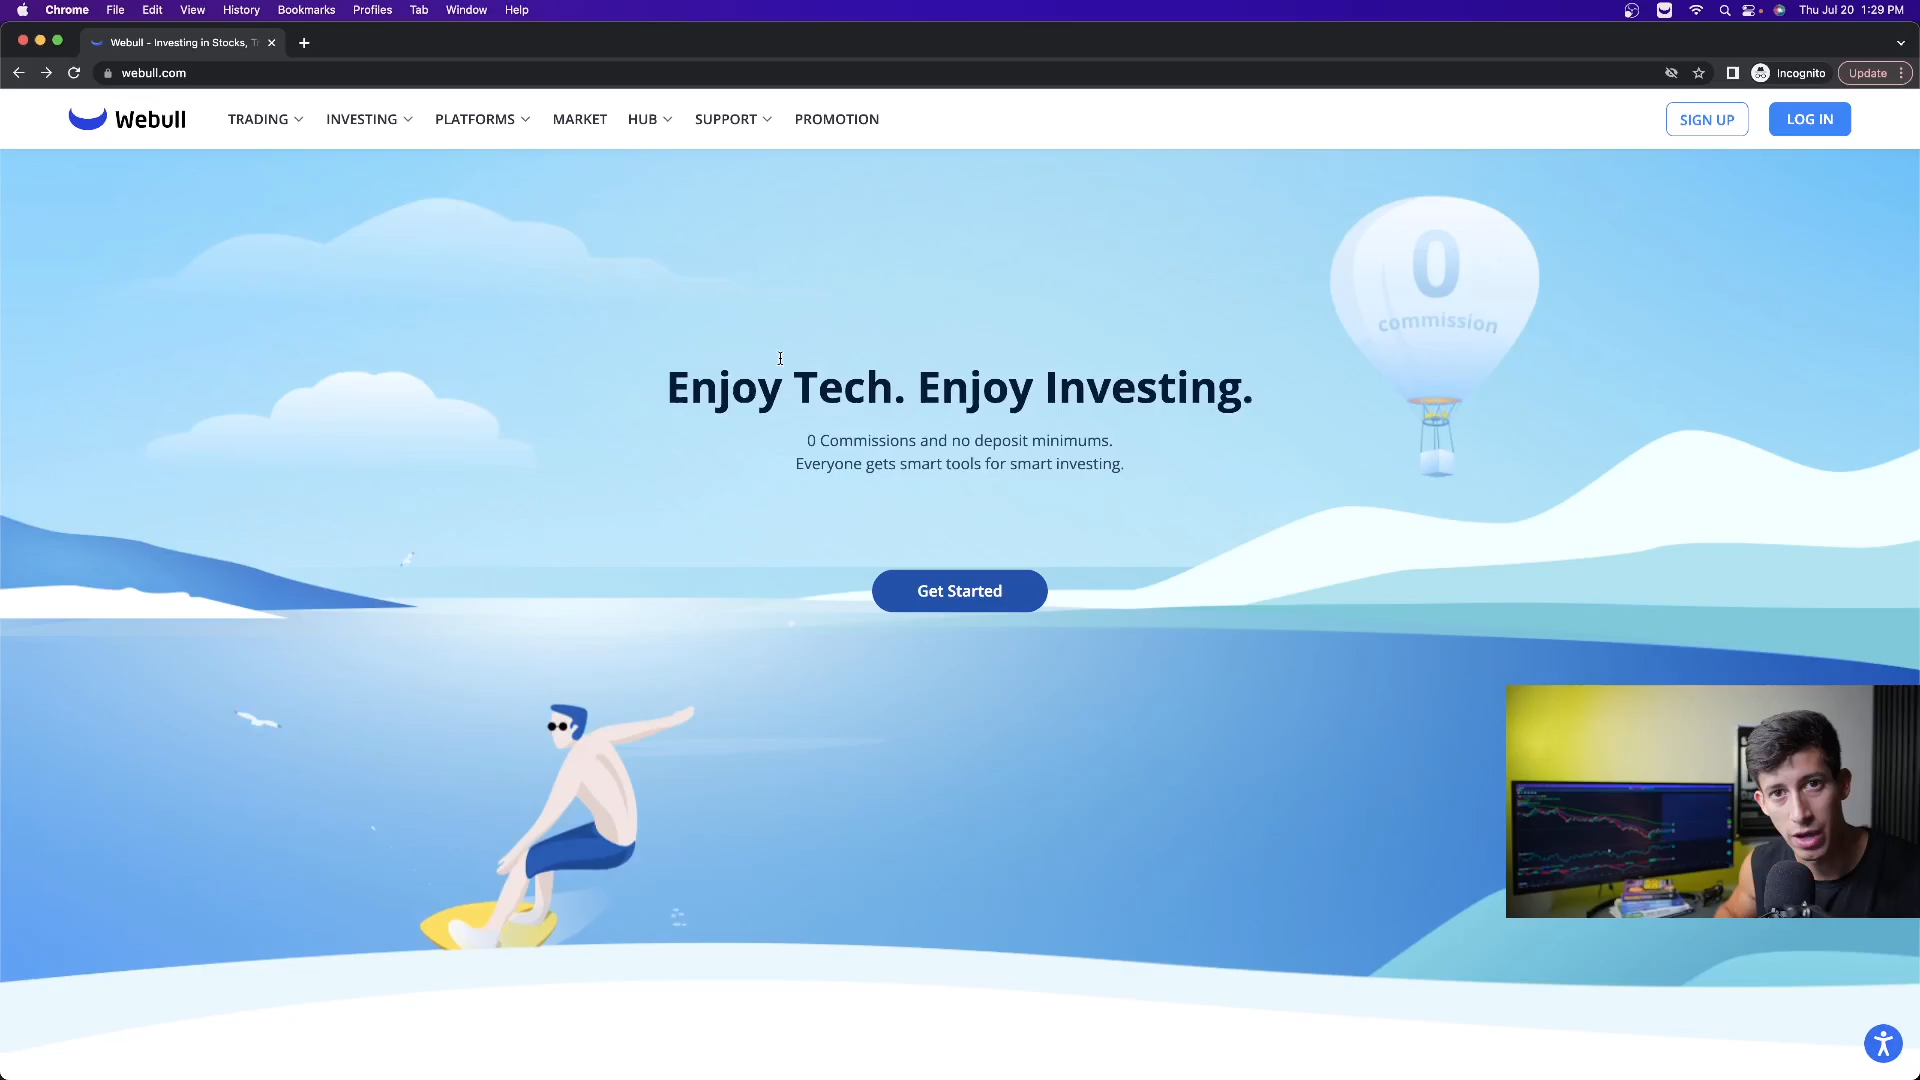 Chrome File Edit View History Bookmarks Profiles Tab Window Help Thu Jul 20 1:29 PM
Webull - Investing in Stocks, Tr
webull.com Incognito Update
Webull TRADING INVESTING PLATFORMS MARKET HUB SUPPORT PROMOTION SIGN UP LOG IN
0
commission
Enjoy Tech. Enjoy Investing.
0 Commissions and no deposit minimums.
Everyone gets smart tools for smart investing.
Get Started